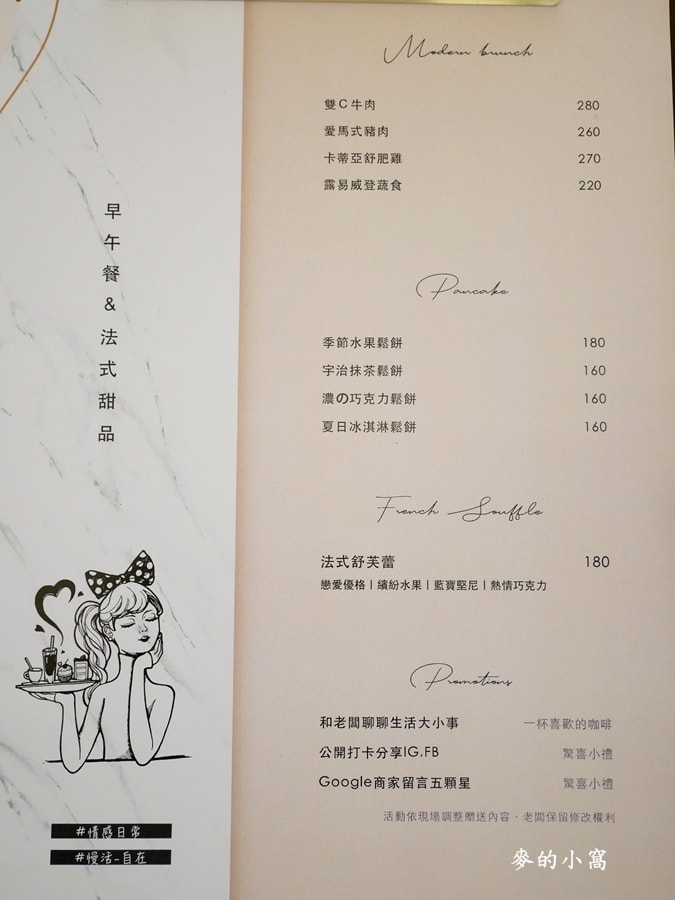 早午餐&法式甜品
#情感日常
#慢活-自在
Modern brunch
雙C牛肉 280
愛馬式豬肉 260
卡蒂亞舒肥雞 270
露易威登蔬食 220
Pancake
季節水果鬆餅 180
宇治抹茶鬆餅 160
濃の巧克力鬆餅 160
夏日冰淇淋鬆餅 160
French Souffle
法式舒芙蕾 180
戀愛優格|繽紛水果|藍寶堅尼|熱情巧克力
Promotions
和老闆聊聊生活大小事 一杯喜歡的咖啡
公開打卡分享IG,FB 驚喜小禮
Google商家留言五顆星 驚喜小禮
活動依現場調整贈送內容,老闆保留修改權利
麥的小窩